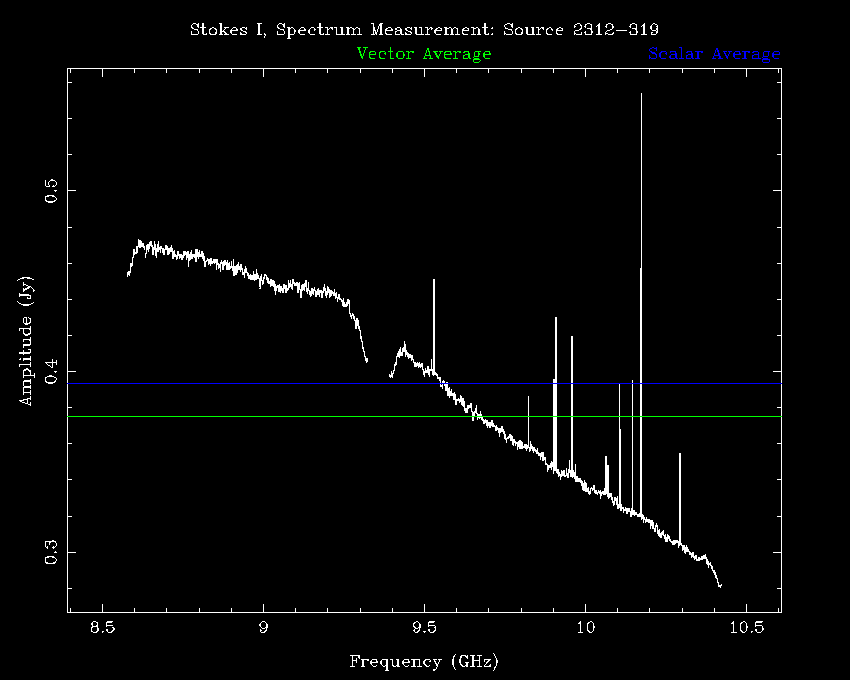 Stokes I, Spectrum Measurement: Source 2312-319
Vector Average
Scalar Average
0.5
0.4
0.3
Amplitude (Jy)
8.5 9 9.5 10 10.5
Frequency (GHz)